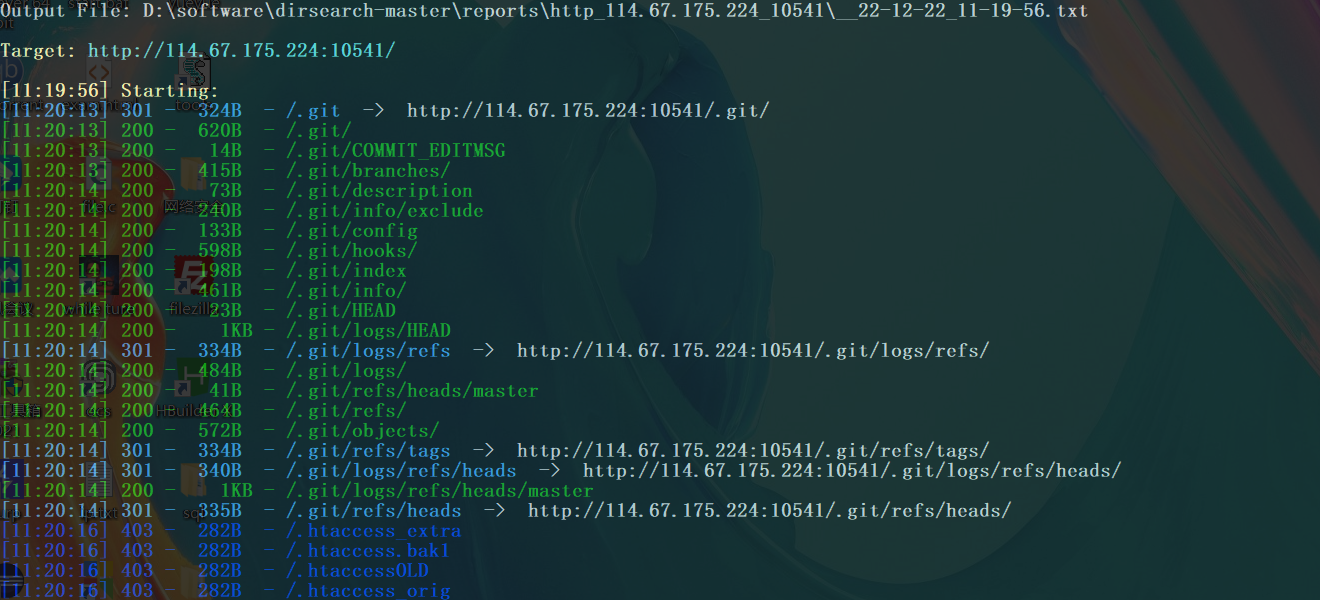 Output File: D:\software\dirsearch-master\reports\http_114.67.175.224_10541\__22-12-22_11-19-56.txt
Target: http://114.67.175.224:10541/
[11:19:56] Starting:
[11:20:13] 301 -   324B  - /.git  ->  http://114.67.175.224:10541/.git/
[11:20:13] 200 -   620B  - /.git/
[11:20:13] 200 -    14B  - /.git/COMMIT_EDITMSG
[11:20:13] 200 -   415B  - /.git/branches/
[11:20:14] 200 -    73B  - /.git/description
[11:20:14] 200 -   240B  - /.git/info/exclude
[11:20:14] 200 -   133B  - /.git/config
[11:20:14] 200 -   598B  - /.git/hooks/
[11:20:14] 200 -   198B  - /.git/index
[11:20:14] 200 -   461B  - /.git/info/
[11:20:14] 200 -    23B  - /.git/HEAD
[11:20:14] 200 -     1KB - /.git/logs/HEAD
[11:20:14] 301 -   334B  - /.git/logs/refs  ->  http://114.67.175.224:10541/.git/logs/refs/
[11:20:14] 200 -   484B  - /.git/logs/
[11:20:14] 200 -    41B  - /.git/refs/heads/master
[11:20:14] 200 -   464B  - /.git/refs/
[11:20:14] 200 -   572B  - /.git/objects/
[11:20:14] 301 -   334B  - /.git/refs/tags  ->  http://114.67.175.224:10541/.git/refs/tags/
[11:20:14] 301 -   340B  - /.git/logs/refs/heads  ->  http://114.67.175.224:10541/.git/logs/refs/heads/
[11:20:14] 200 -     1KB - /.git/logs/refs/heads/master
[11:20:14] 301 -   335B  - /.git/refs/heads  ->  http://114.67.175.224:10541/.git/refs/heads/
[11:20:16] 403 -   282B  - /.htaccess_extra
[11:20:16] 403 -   282B  - /.htaccess.bak1
[11:20:16] 403 -   282B  - /.htaccessOLD
[11:20:16] 403 -   282B  - /.htaccess_orig